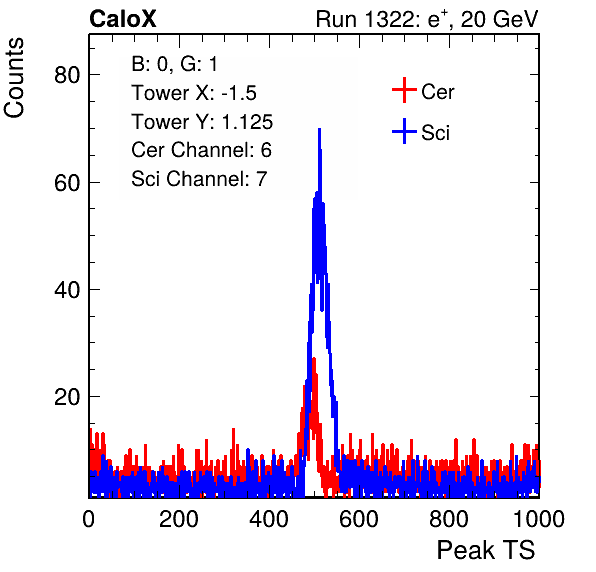 CaloX Run 1322: e⁺, 20 GeV
Counts
B: 0, G: 1
Tower X: -1.5
Tower Y: 1.125
Cer Channel: 6
Sci Channel: 7
Cer
Sci
80
60
40
20
0 200 400 600 800 1000
Peak TS